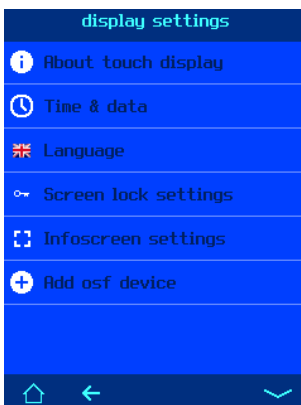 display settings
About touch display
Time & data
Language
Screen lock settings
Infoscreen settings
Add osf device